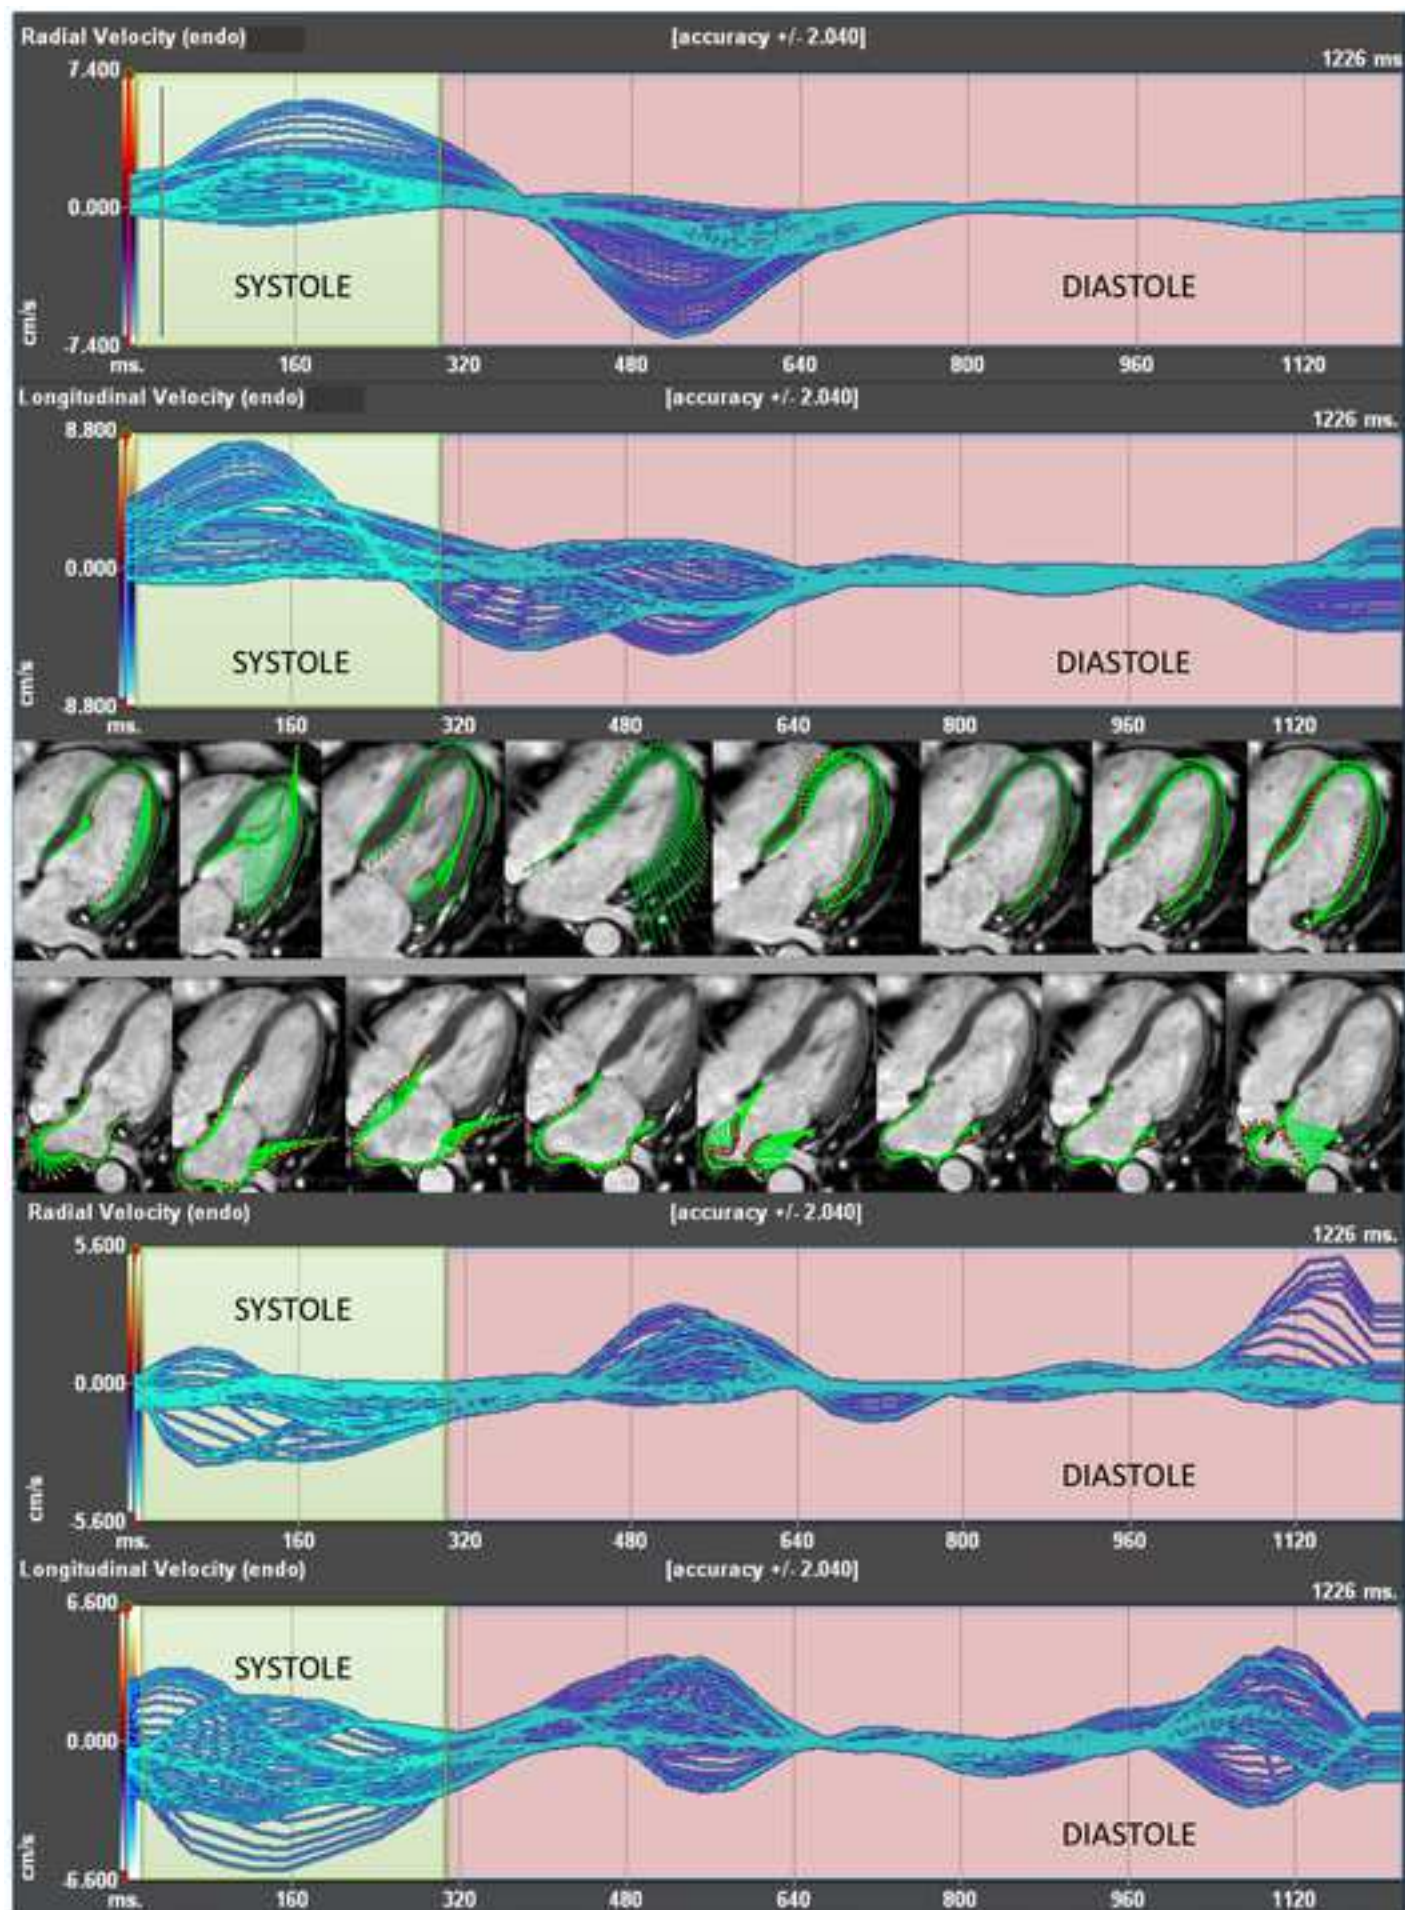 Radial Velocity (endo) [accuracy +/- 2.040]
1226 ms
7.400
0.000
SYSTOLE DIASTOLE
cm/s
-7.400
ms. 160 320 480 640 800 960 1120
Longitudinal Velocity (endo) [accuracy +/- 2.040]
1226 ms.
8.800
0.000
SYSTOLE DIASTOLE
cm/s
-8.800
ms. 160 320 480 640 800 960 1120
Radial Velocity (endo) [accuracy +/- 2.040]
1226 ms.
5.600
SYSTOLE
0.000
DIASTOLE
cm/s
-5.600
ms. 160 320 480 640 800 960 1120
Longitudinal Velocity (endo) [accuracy +/- 2.040]
1226 ms.
6.600
SYSTOLE
0.000
DIASTOLE
cm/s
-6.600
ms. 160 320 480 640 800 960 1120